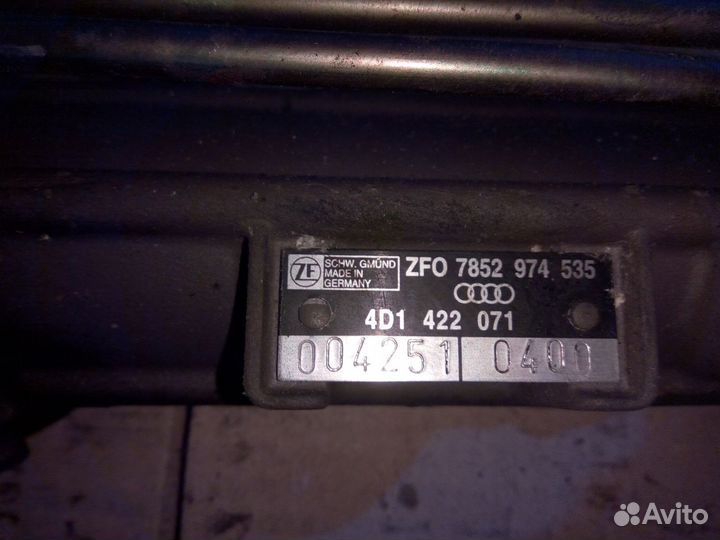 ZF SCHW. GMÜND
MADE IN
GERMANY
ZFO 7852 974 535
4D1 422 071
004251 0400
Avito